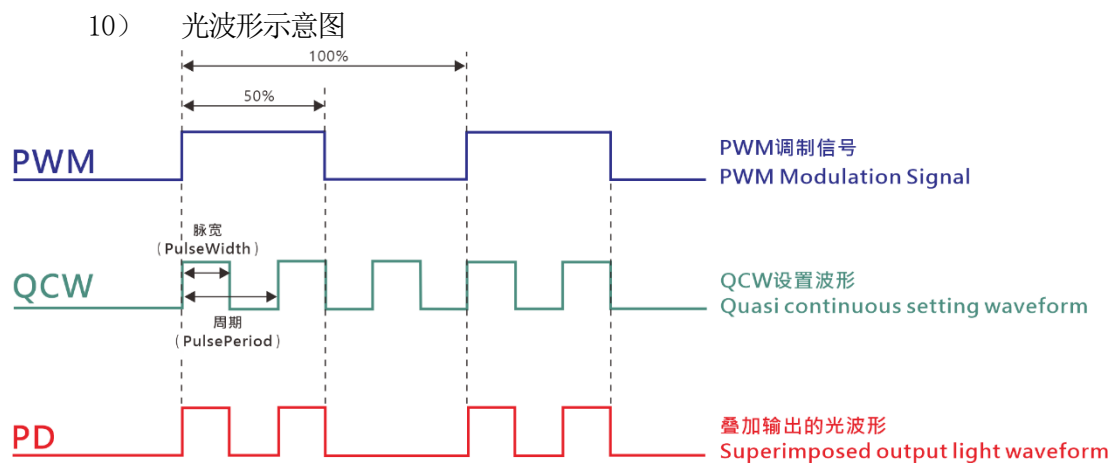 10） 光波形示意图
100%
50%
PWM
PWM调制信号
PWM Modulation Signal
脉宽
（PulseWidth）
QCW
QCW设置波形
Quasi continuous setting waveform
周期
（PulsePeriod）
PD
叠加输出的光波形
Superimposed output light waveform